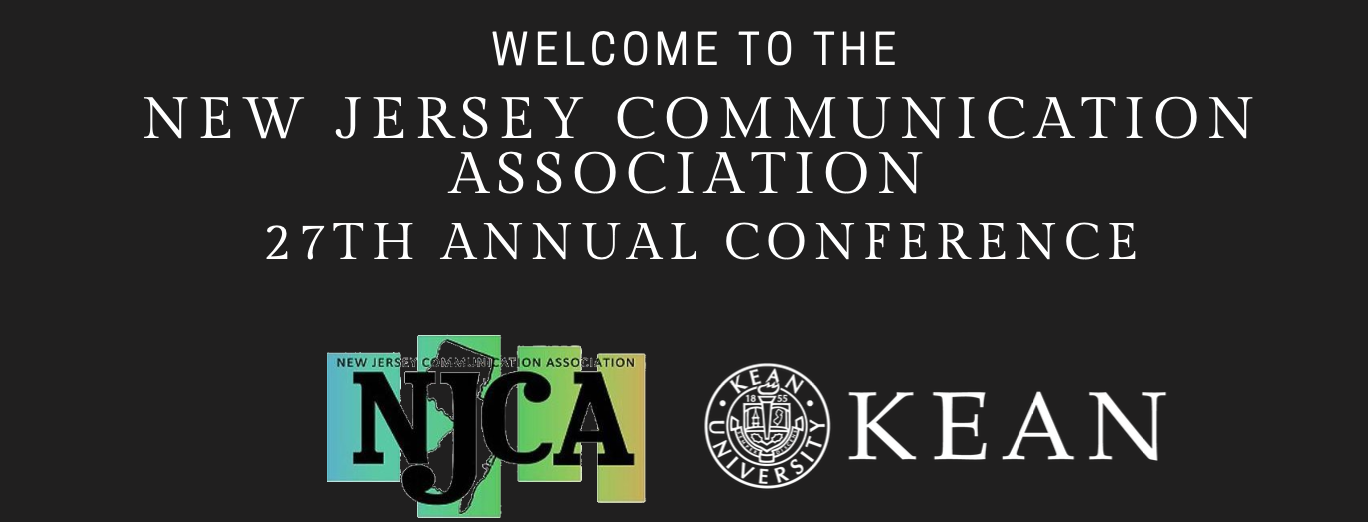 WELCOME TO THE
NEW JERSEY COMMUNICATION
ASSOCIATION
27TH ANNUAL CONFERENCE
NEW JERSEY COMMUNICATION ASSOCIATION
NJCA
KEAN
1855
UNIVERSITY
KEAN